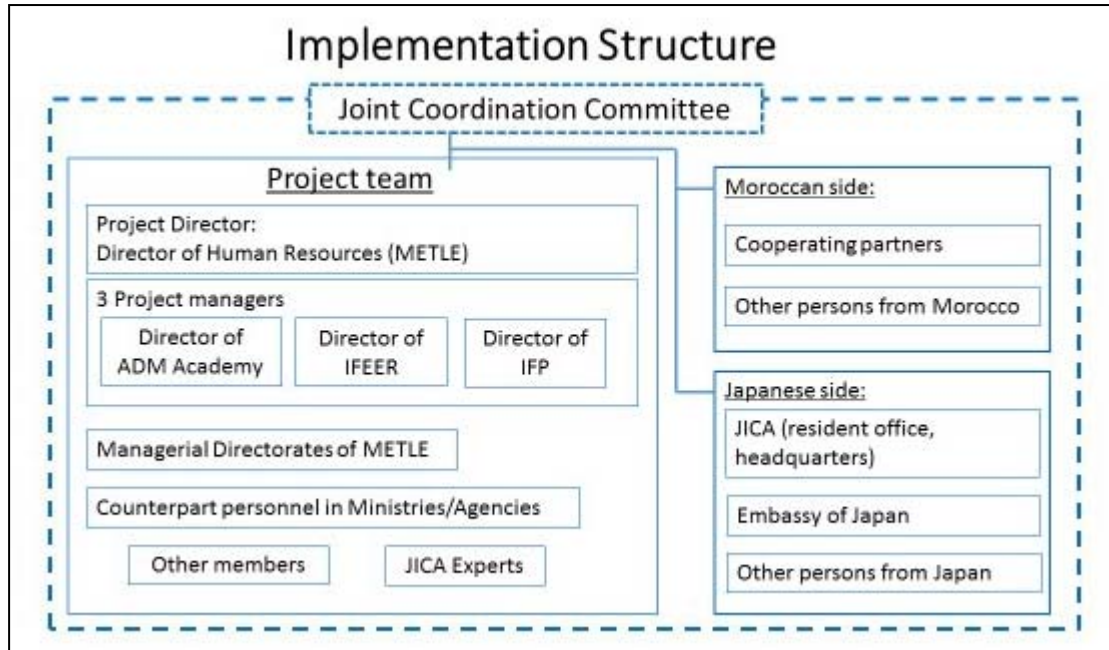 Implementation Structure
Joint Coordination Committee
Project team
Project Director:
Director of Human Resources (METLE)
3 Project managers
Director of
ADM Academy
Director of
IFEER
Director of
IFP
Managerial Directorates of METLE
Counterpart personnel in Ministries/Agencies
Other members
JICA Experts
Moroccan side:
Cooperating partners
Other persons from Morocco
Japanese side:
JICA (resident office,
headquarters)
Embassy of Japan
Other persons from Japan